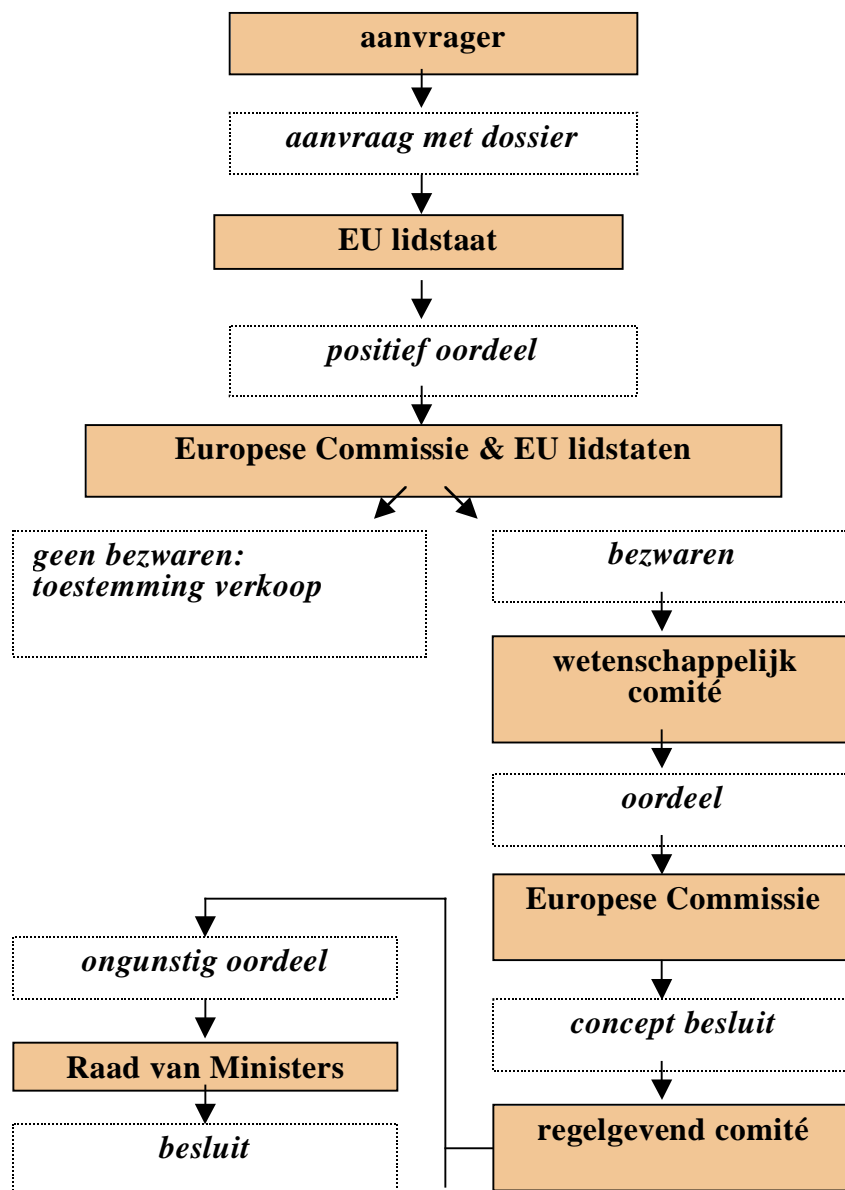 aanvrager
aanvraag met dossier
EU lidstaat
positief oordeel
Europese Commissie & EU lidstaten
geen bezwaren:
toestemming verkoop
bezwaren
wetenschappelijk
comité
oordeel
Europese Commissie
concept besluit
regelgevend comité
ongunstig oordeel
Raad van Ministers
besluit